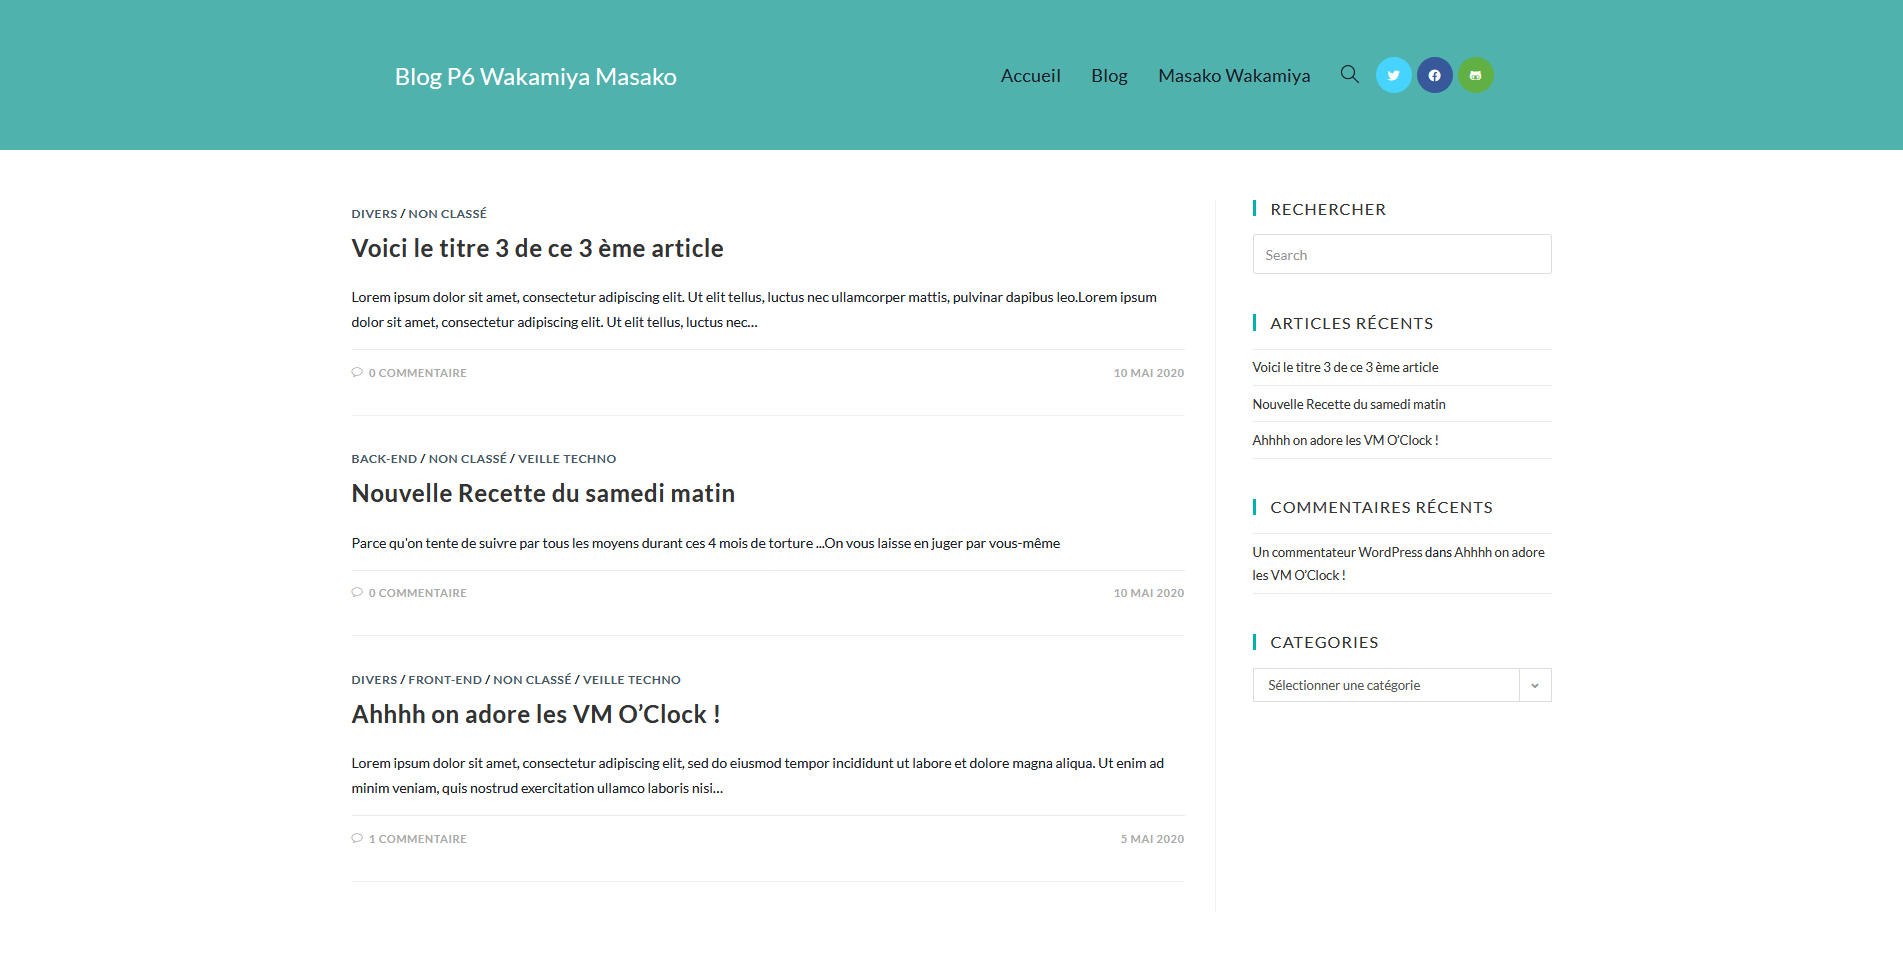 Blog P6 Wakamiya Masako
Accueil Blog Masako Wakamiya
DIVERS / NON CLASSÉ
Voici le titre 3 de ce 3 ème article
Lorem ipsum dolor sit amet, consectetur adipiscing elit. Ut elit tellus, luctus nec ullamcorper mattis, pulvinar dapibus leo.Lorem ipsum
dolor sit amet, consectetur adipiscing elit. Ut elit tellus, luctus nec…
0 COMMENTAIRE 10 MAI 2020
BACK-END / NON CLASSÉ / VEILLE TECHNO
Nouvelle Recette du samedi matin
Parce qu'on tente de suivre par tous les moyens durant ces 4 mois de torture ...On vous laisse en juger par vous-même
0 COMMENTAIRE 10 MAI 2020
DIVERS / FRONT-END / NON CLASSÉ / VEILLE TECHNO
Ahhhh on adore les VM O’Clock !
Lorem ipsum dolor sit amet, consectetur adipiscing elit, sed do eiusmod tempor incididunt ut labore et dolore magna aliqua. Ut enim ad
minim veniam, quis nostrud exercitation ullamco laboris nisi…
1 COMMENTAIRE 5 MAI 2020
RECHERCHER
Search
ARTICLES RÉCENTS
Voici le titre 3 de ce 3 ème article
Nouvelle Recette du samedi matin
Ahhhh on adore les VM O’Clock !
COMMENTAIRES RÉCENTS
Un commentateur WordPress dans Ahhhh on adore
les VM O’Clock !
CATEGORIES
Sélectionner une catégorie